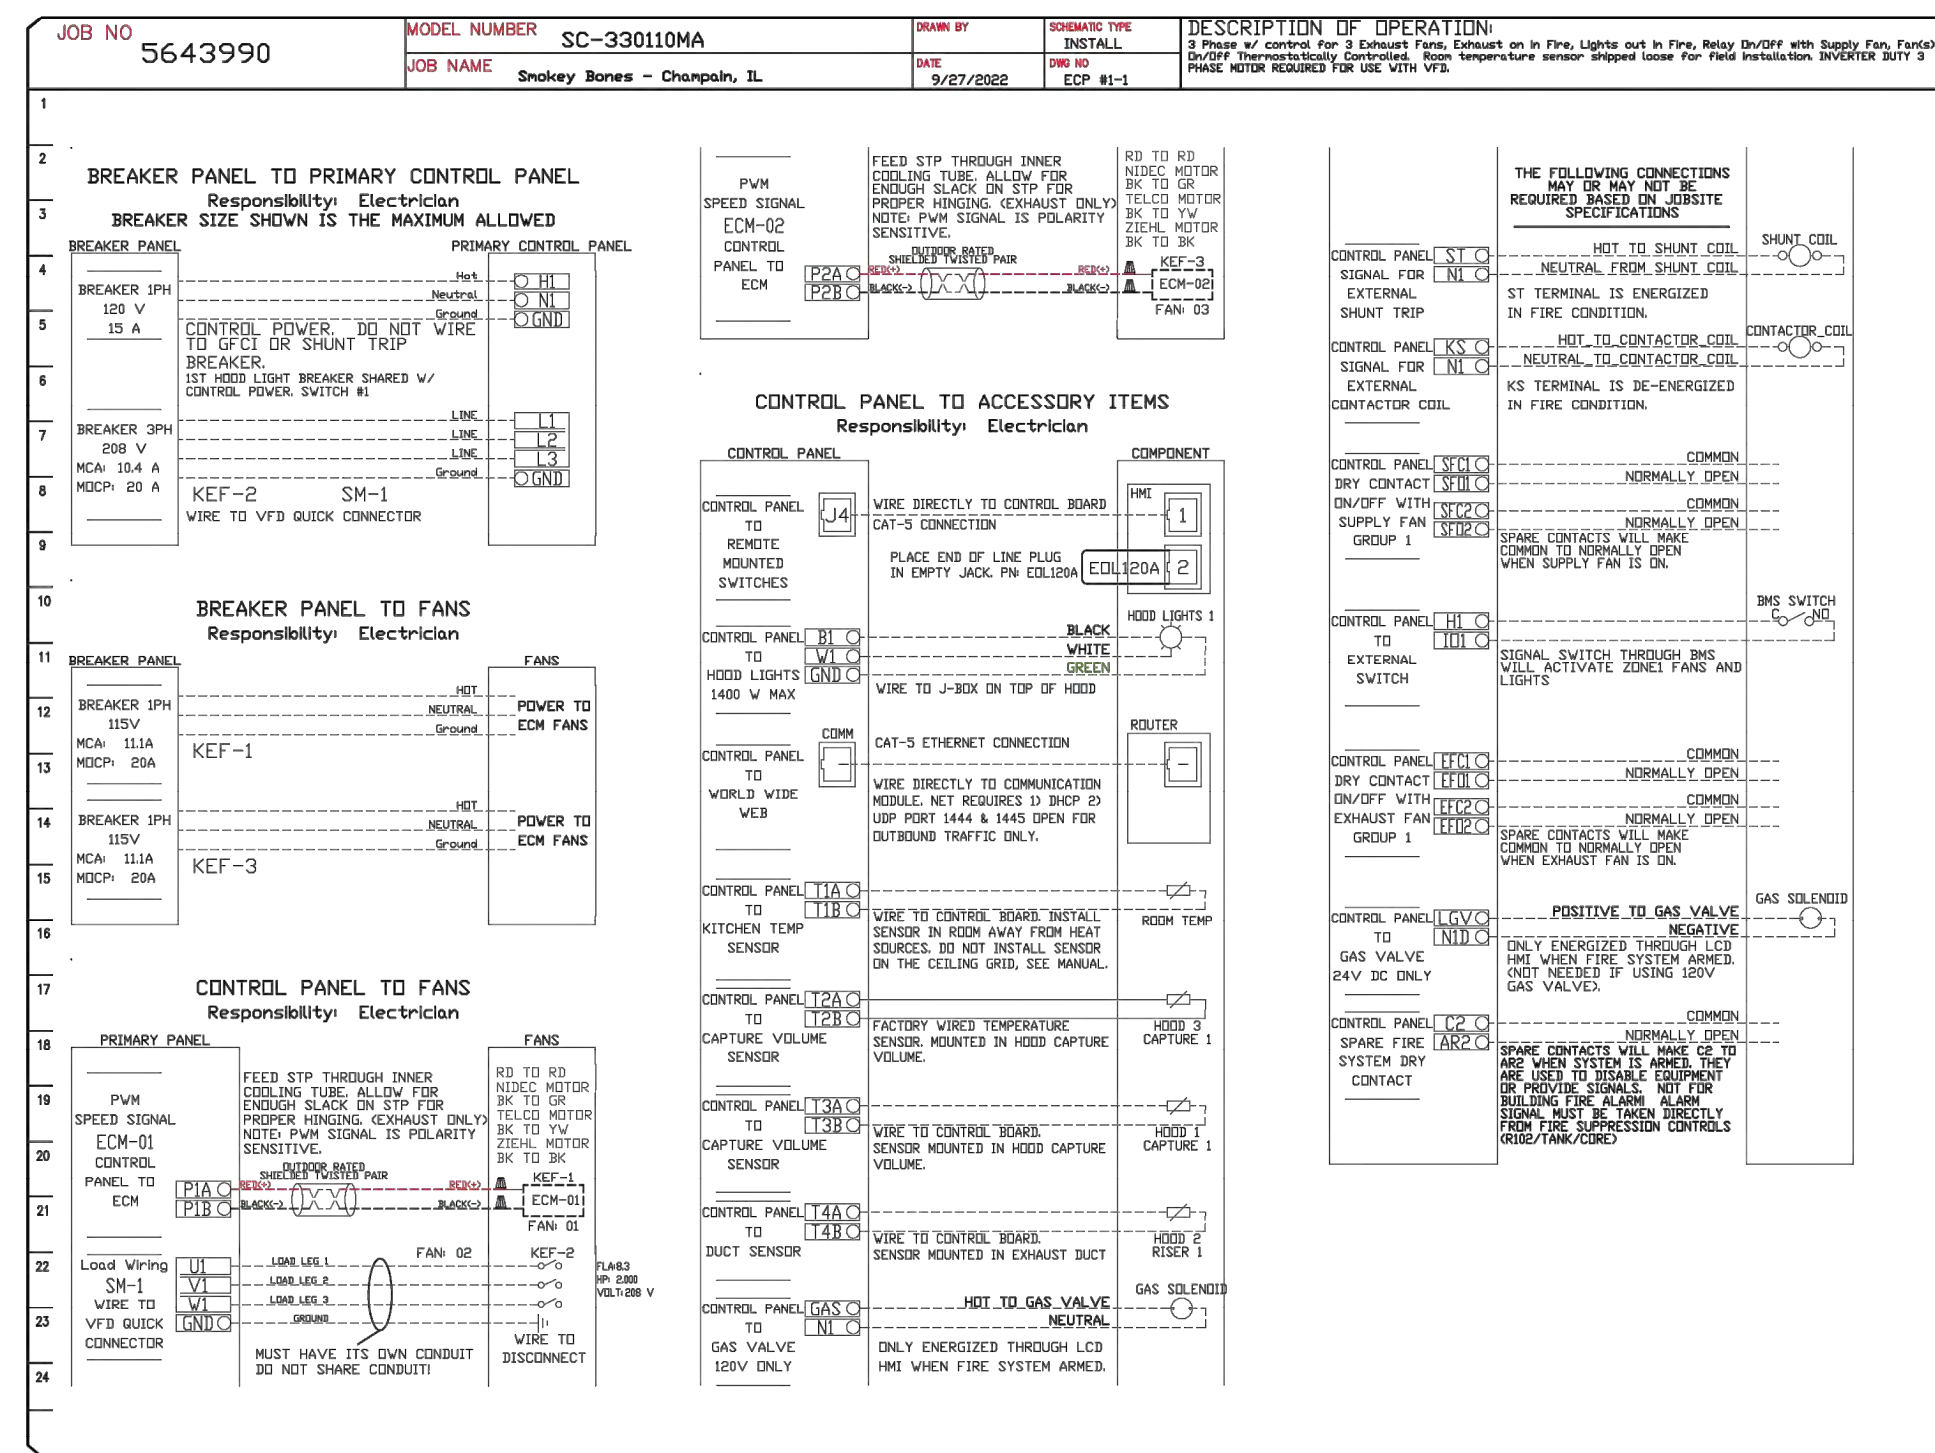 JOB NO
5643990
MODEL NUMBER
SC-330110MA
JOB NAME
Smokey Bones - Champain, IL
DRAWN BY
DATE
9/27/2022
SCHEMATIC TYPE
INSTALL
DWG NO
ECP #1-1
DESCRIPTION OF OPERATION:
3 Phase w/ control for 3 Exhaust Fans, Exhaust on in Fire, Lights out in Fire, Relay On/Off with Supply Fan, Fan(s)
On/Off Thermostatically Controlled. Room temperature sensor shipped loose for field installation. INVERTER DUTY 3
PHASE MOTOR REQUIRED FOR USE WITH VFD.
1
2
3
4
5
6
7
8
9
10
11
12
13
14
15
16
17
18
19
20
21
22
23
24
BREAKER PANEL TO PRIMARY CONTROL PANEL
Responsibility: Electrician
BREAKER SIZE SHOWN IS THE MAXIMUM ALLOWED
BREAKER PANEL
PRIMARY CONTROL PANEL
BREAKER 1PH
120 V
15 A
Hot
H1
Neutral
N1
Ground
GND
CONTROL POWER. DO NOT WIRE
TO GFCI OR SHUNT TRIP
BREAKER.
1ST HOOD LIGHT BREAKER SHARED W/
CONTROL POWER. SWITCH #1
BREAKER 3PH
208 V
MCA: 10.4 A
MOCP: 20 A
LINE
L1
LINE
L2
LINE
L3
Ground
GND
KEF-2 SM-1
WIRE TO VFD QUICK CONNECTOR
BREAKER PANEL TO FANS
Responsibility: Electrician
BREAKER PANEL
FANS
BREAKER 1PH
115V
MCA: 11.1A
MOCP: 20A
HOT
NEUTRAL
Ground
POWER TO
ECM FANS
KEF-1
BREAKER 1PH
115V
MCA: 11.1A
MOCP: 20A
HOT
NEUTRAL
Ground
POWER TO
ECM FANS
KEF-3
CONTROL PANEL TO FANS
Responsibility: Electrician
PRIMARY PANEL
FANS
PWM
SPEED SIGNAL
ECM-01
CONTROL
PANEL TO
ECM
FEED STP THROUGH INNER
COOLING TUBE. ALLOW FOR
ENOUGH SLACK ON STP FOR
PROPER HINGING. (EXHAUST ONLY)
NOTE: PWM SIGNAL IS POLARITY
SENSITIVE.
OUTDOOR RATED
SHIELDED TWISTED PAIR
RD TO RD
NIDEC MOTOR
BK TO GR
TELCO MOTOR
BK TO YW
ZIEHL MOTOR
BK TO BK
P1A
RED(+)
RED(+)
P1B
BLACK(-)
BLACK(-)
KEF-1
ECM-01
FAN: 01
Load Wiring
SM-1
WIRE TO
VFD QUICK
CONNECTOR
U1
V1
W1
GND
LOAD LEG 1
LOAD LEG 2
LOAD LEG 3
GROUND
FAN: 02
KEF-2
FLA:8.3
HP: 2.000
VOLT:208 V
WIRE TO
DISCONNECT
MUST HAVE ITS OWN CONDUIT
DO NOT SHARE CONDUIT!
PWM
SPEED SIGNAL
ECM-02
CONTROL
PANEL TO
ECM
FEED STP THROUGH INNER
COOLING TUBE. ALLOW FOR
ENOUGH SLACK ON STP FOR
PROPER HINGING. (EXHAUST ONLY)
NOTE: PWM SIGNAL IS POLARITY
SENSITIVE.
OUTDOOR RATED
SHIELDED TWISTED PAIR
RD TO RD
NIDEC MOTOR
BK TO GR
TELCO MOTOR
BK TO YW
ZIEHL MOTOR
BK TO BK
P2A
RED(+)
RED(+)
P2B
BLACK(-)
BLACK(-)
KEF-3
ECM-02
FAN: 03
CONTROL PANEL TO ACCESSORY ITEMS
Responsibility: Electrician
CONTROL PANEL
COMPONENT
CONTROL PANEL
TO
REMOTE
MOUNTED
SWITCHES
J4
WIRE DIRECTLY TO CONTROL BOARD
CAT-5 CONNECTION
HMI
1
PLACE END OF LINE PLUG
IN EMPTY JACK. PN: EOL120A
EOL120A
2
CONTROL PANEL
TO
HOOD LIGHTS
1400 W MAX
B1
W1
GND
BLACK
WHITE
GREEN
HOOD LIGHTS 1
WIRE TO J-BOX ON TOP OF HOOD
CONTROL PANEL
TO
WORLD WIDE
WEB
COMM
CAT-5 ETHERNET CONNECTION
ROUTER
WIRE DIRECTLY TO COMMUNICATION
MODULE. NET REQUIRES 1) DHCP 2)
UDP PORT 1444 & 1445 OPEN FOR
OUTBOUND TRAFFIC ONLY.
CONTROL PANEL
TO
KITCHEN TEMP
SENSOR
T1A
T1B
WIRE TO CONTROL BOARD. INSTALL
SENSOR IN ROOM AWAY FROM HEAT
SOURCES. DO NOT INSTALL SENSOR
ON THE CEILING GRID, SEE MANUAL.
ROOM TEMP
CONTROL PANEL
TO
CAPTURE VOLUME
SENSOR
T2A
T2B
FACTORY WIRED TEMPERATURE
SENSOR. MOUNTED IN HOOD CAPTURE
VOLUME.
HOOD 3
CAPTURE 1
CONTROL PANEL
TO
CAPTURE VOLUME
SENSOR
T3A
T3B
WIRE TO CONTROL BOARD.
SENSOR MOUNTED IN HOOD CAPTURE
VOLUME.
HOOD 1
CAPTURE 1
CONTROL PANEL
TO
DUCT SENSOR
T4A
T4B
WIRE TO CONTROL BOARD.
SENSOR MOUNTED IN EXHAUST DUCT
HOOD 2
RISER 1
CONTROL PANEL
TO
GAS VALVE
120V ONLY
GAS
N1
HOT TO GAS VALVE
NEUTRAL
GAS SOLENOID
ONLY ENERGIZED THROUGH LCD
HMI WHEN FIRE SYSTEM ARMED.
THE FOLLOWING CONNECTIONS
MAY OR MAY NOT BE
REQUIRED BASED ON JOBSITE
SPECIFICATIONS
CONTROL PANEL
SIGNAL FOR
EXTERNAL
SHUNT TRIP
ST
N1
HOT TO SHUNT COIL
NEUTRAL FROM SHUNT COIL
SHUNT COIL
ST TERMINAL IS ENERGIZED
IN FIRE CONDITION.
CONTROL PANEL
SIGNAL FOR
EXTERNAL
CONTACTOR COIL
KS
N1
HOT TO CONTACTOR COIL
NEUTRAL TO CONTACTOR COIL
CONTACTOR COIL
KS TERMINAL IS DE-ENERGIZED
IN FIRE CONDITION.
CONTROL PANEL
DRY CONTACT
ON/OFF WITH
SUPPLY FAN
GROUP 1
SFC1
SFO1
SFC2
SFO2
COMMON
NORMALLY OPEN
COMMON
NORMALLY OPEN
SPARE CONTACTS WILL MAKE
COMMON TO NORMALLY OPEN
WHEN SUPPLY FAN IS ON.
CONTROL PANEL
TO
EXTERNAL
SWITCH
H1
IO1
BMS SWITCH
C NO
SIGNAL SWITCH THROUGH BMS
WILL ACTIVATE ZONE1 FANS AND
LIGHTS
CONTROL PANEL
DRY CONTACT
ON/OFF WITH
EXHAUST FAN
GROUP 1
EFC1
EFO1
EFC2
EFO2
COMMON
NORMALLY OPEN
COMMON
NORMALLY OPEN
SPARE CONTACTS WILL MAKE
COMMON TO NORMALLY OPEN
WHEN EXHAUST FAN IS ON.
CONTROL PANEL
TO
GAS VALVE
24V DC ONLY
LGV
N1D
POSITIVE TO GAS VALVE
NEGATIVE
GAS SOLENOID
ONLY ENERGIZED THROUGH LCD
HMI WHEN FIRE SYSTEM ARMED.
(NOT NEEDED IF USING 120V
GAS VALVE).
CONTROL PANEL
SPARE FIRE
SYSTEM DRY
CONTACT
C2
AR2
COMMON
NORMALLY OPEN
SPARE CONTACTS WILL MAKE C2 TO
AR2 WHEN SYSTEM IS ARMED. THEY
ARE USED TO DISABLE EQUIPMENT
OR PROVIDE SIGNALS. NOT FOR
BUILDING FIRE ALARM! ALARM
SIGNAL MUST BE TAKEN DIRECTLY
FROM FIRE SUPPRESSION CONTROLS
(R102/TANK/CORE)